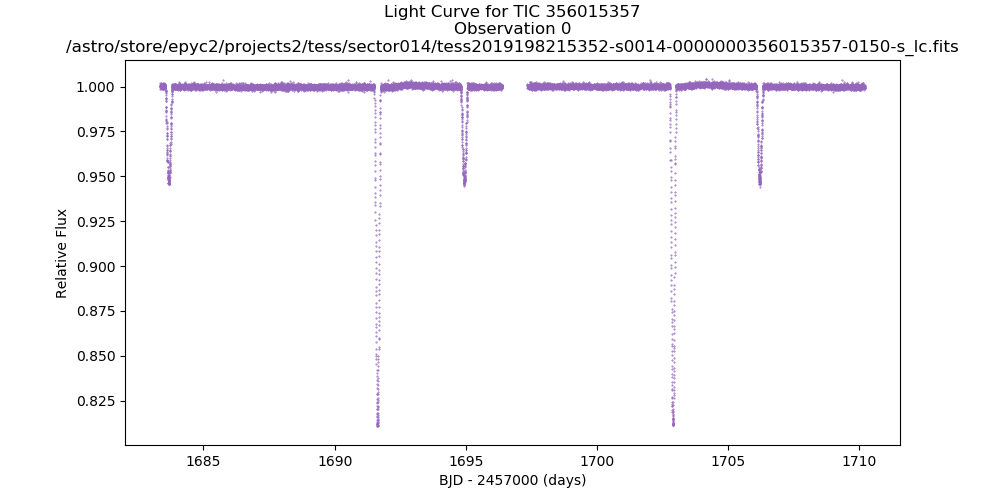 Light Curve for TIC 356015357
Observation 0
/astro/store/epyc2/projects2/tess/sector014/tess2019198215352-s0014-0000000356015357-0150-s_lc.fits
1.000
0.975
0.950
0.925
0.900
0.875
0.850
0.825
Relative Flux
1685
1690
1695
1700
1705
1710
BJD - 2457000 (days)